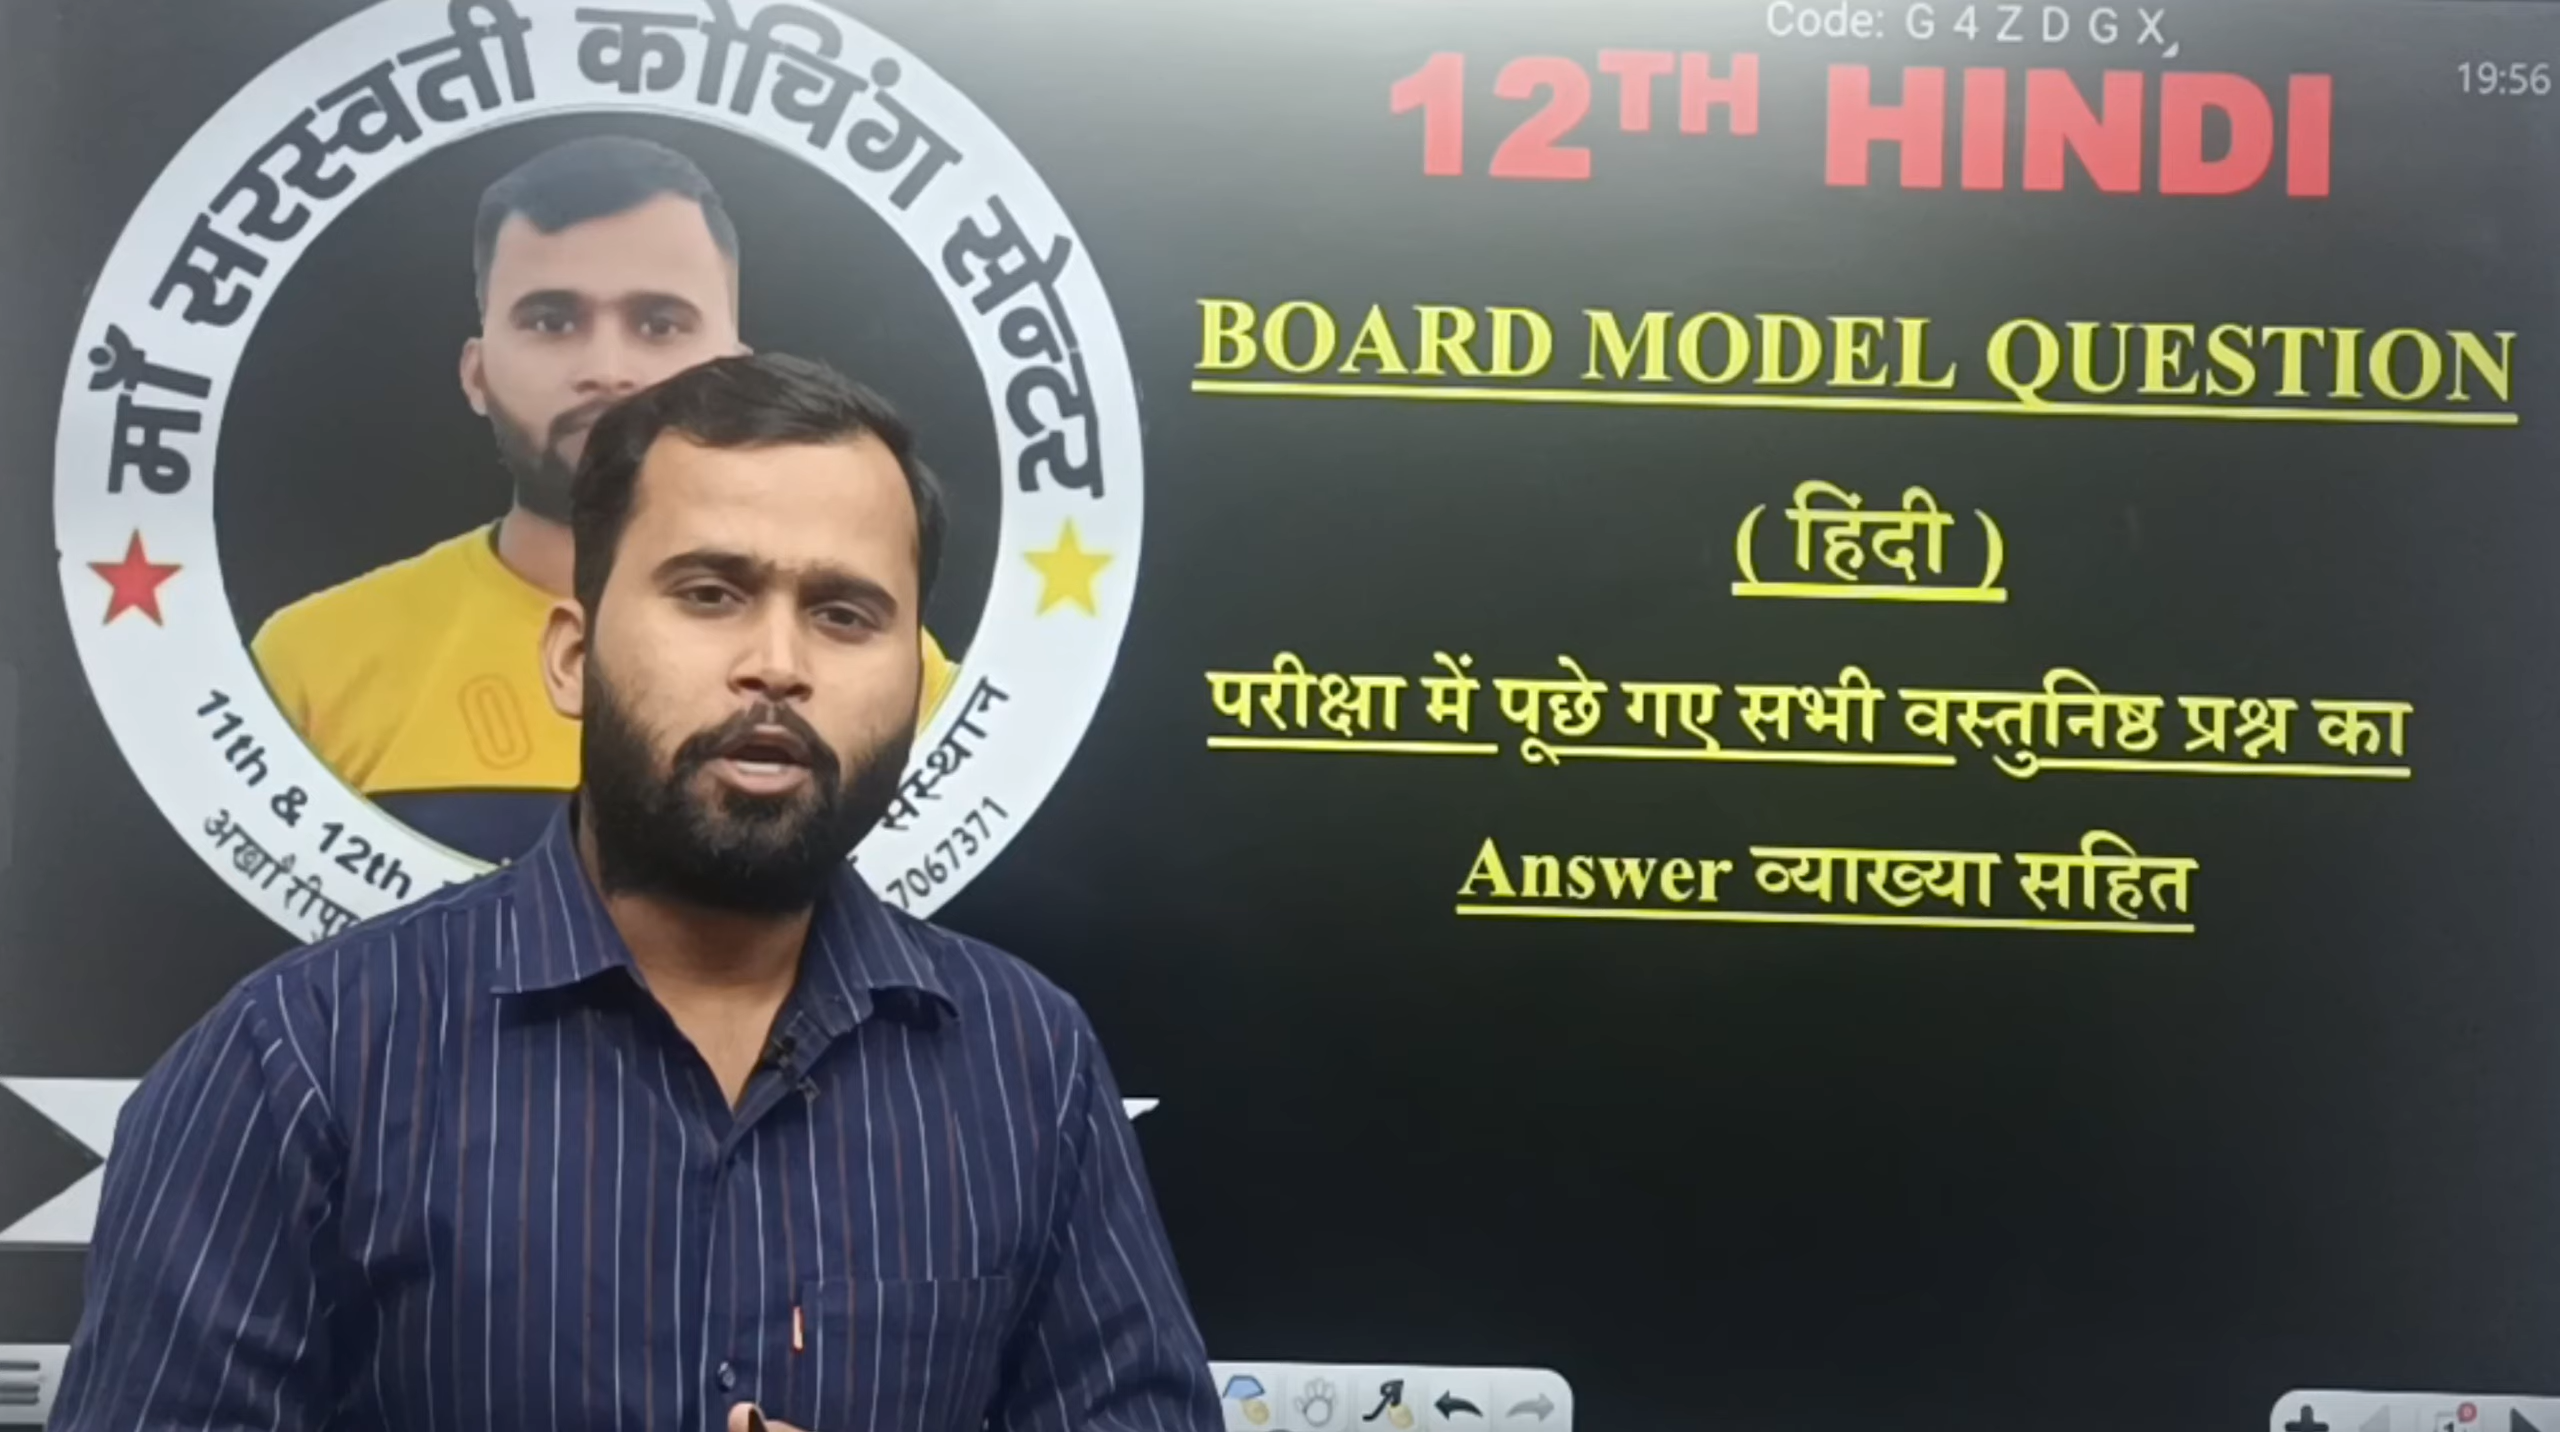 माँ सरस्वती कोचिंग सेन्टर
11th & 12th
संस्थान
7067371
Code: G 4 Z D G X
19:56
12TH HINDI
BOARD MODEL QUESTION
( हिंदी )
परीक्षा में पूछे गए सभी वस्तुनिष्ठ प्रश्न का
Answer व्याख्या सहित